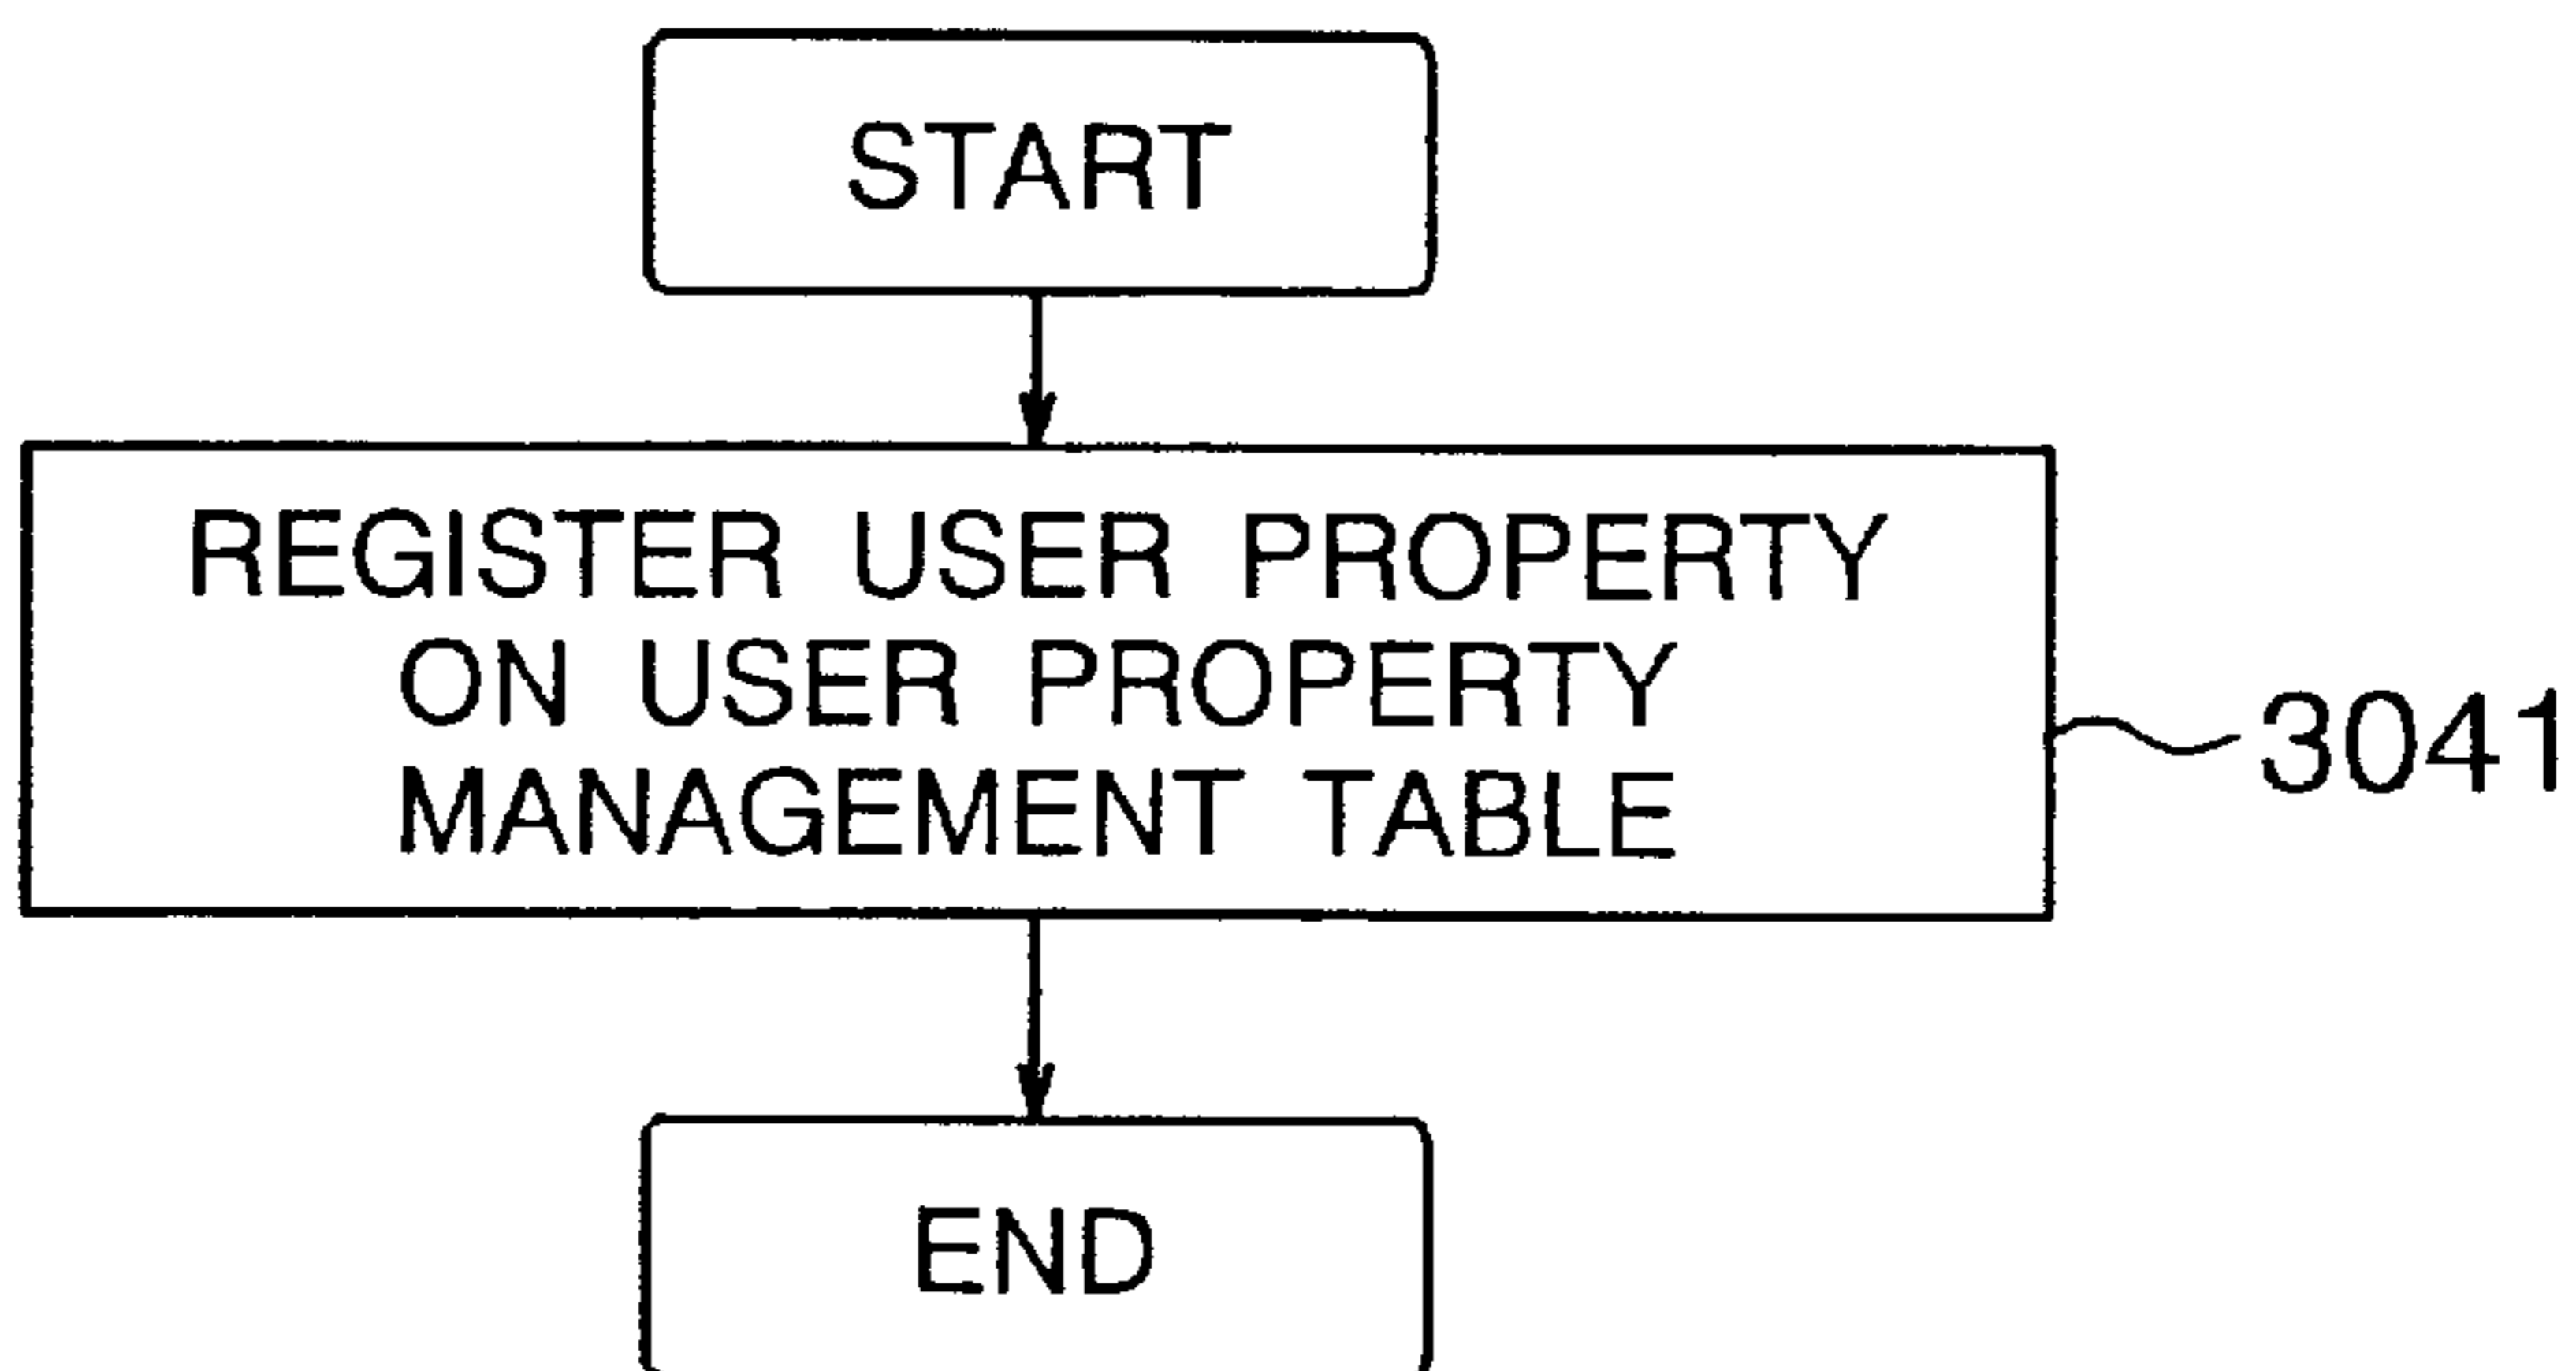 START
REGISTER USER PROPERTY
ON USER PROPERTY
MANAGEMENT TABLE
3041
END